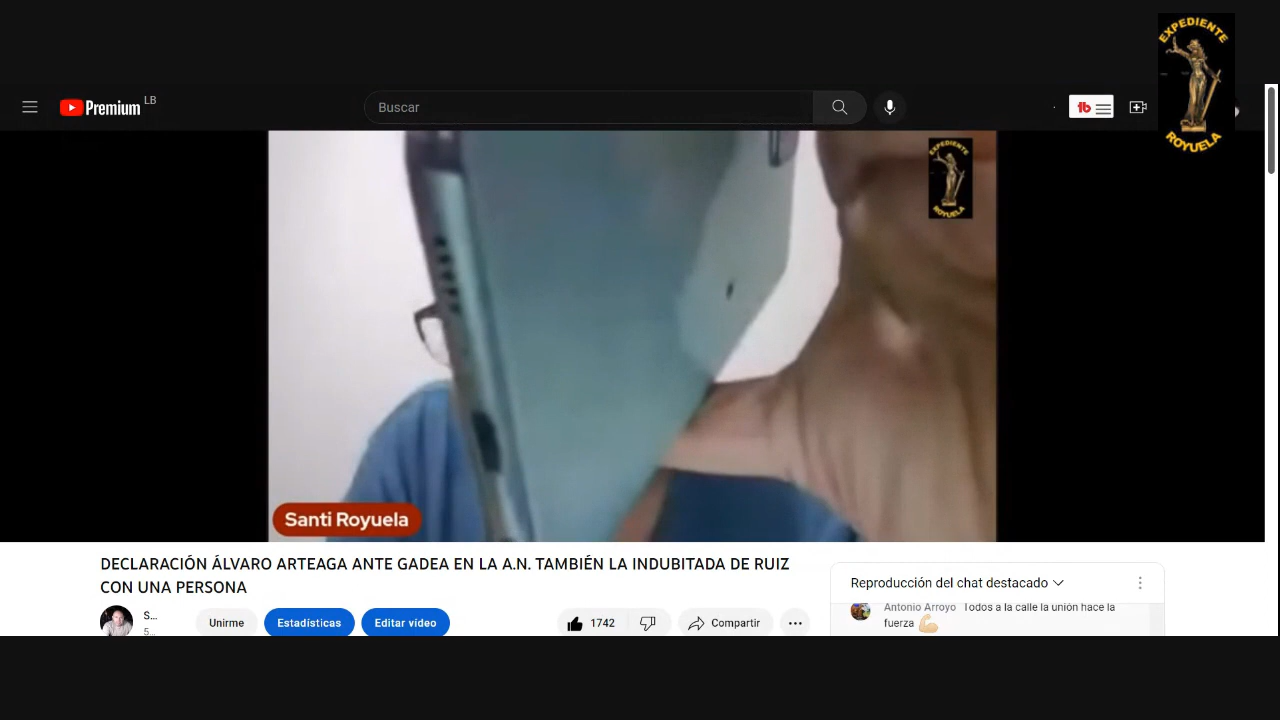 EXPEDIENTE
ROYUELA
Premium LB
Buscar
EXPEDIENTE
ROYUELA
Santi Royuela
DECLARACIÓN ÁLVARO ARTEAGA ANTE GADEA EN LA A.N. TAMBIÉN LA INDUBITADA DE RUIZ
CON UNA PERSONA
S...
5...
Unirme
Estadísticas
Editar vídeo
1742
Compartir
Reproducción del chat destacado
Antonio Arroyo Todos a la calle la unión hace la
fuerza